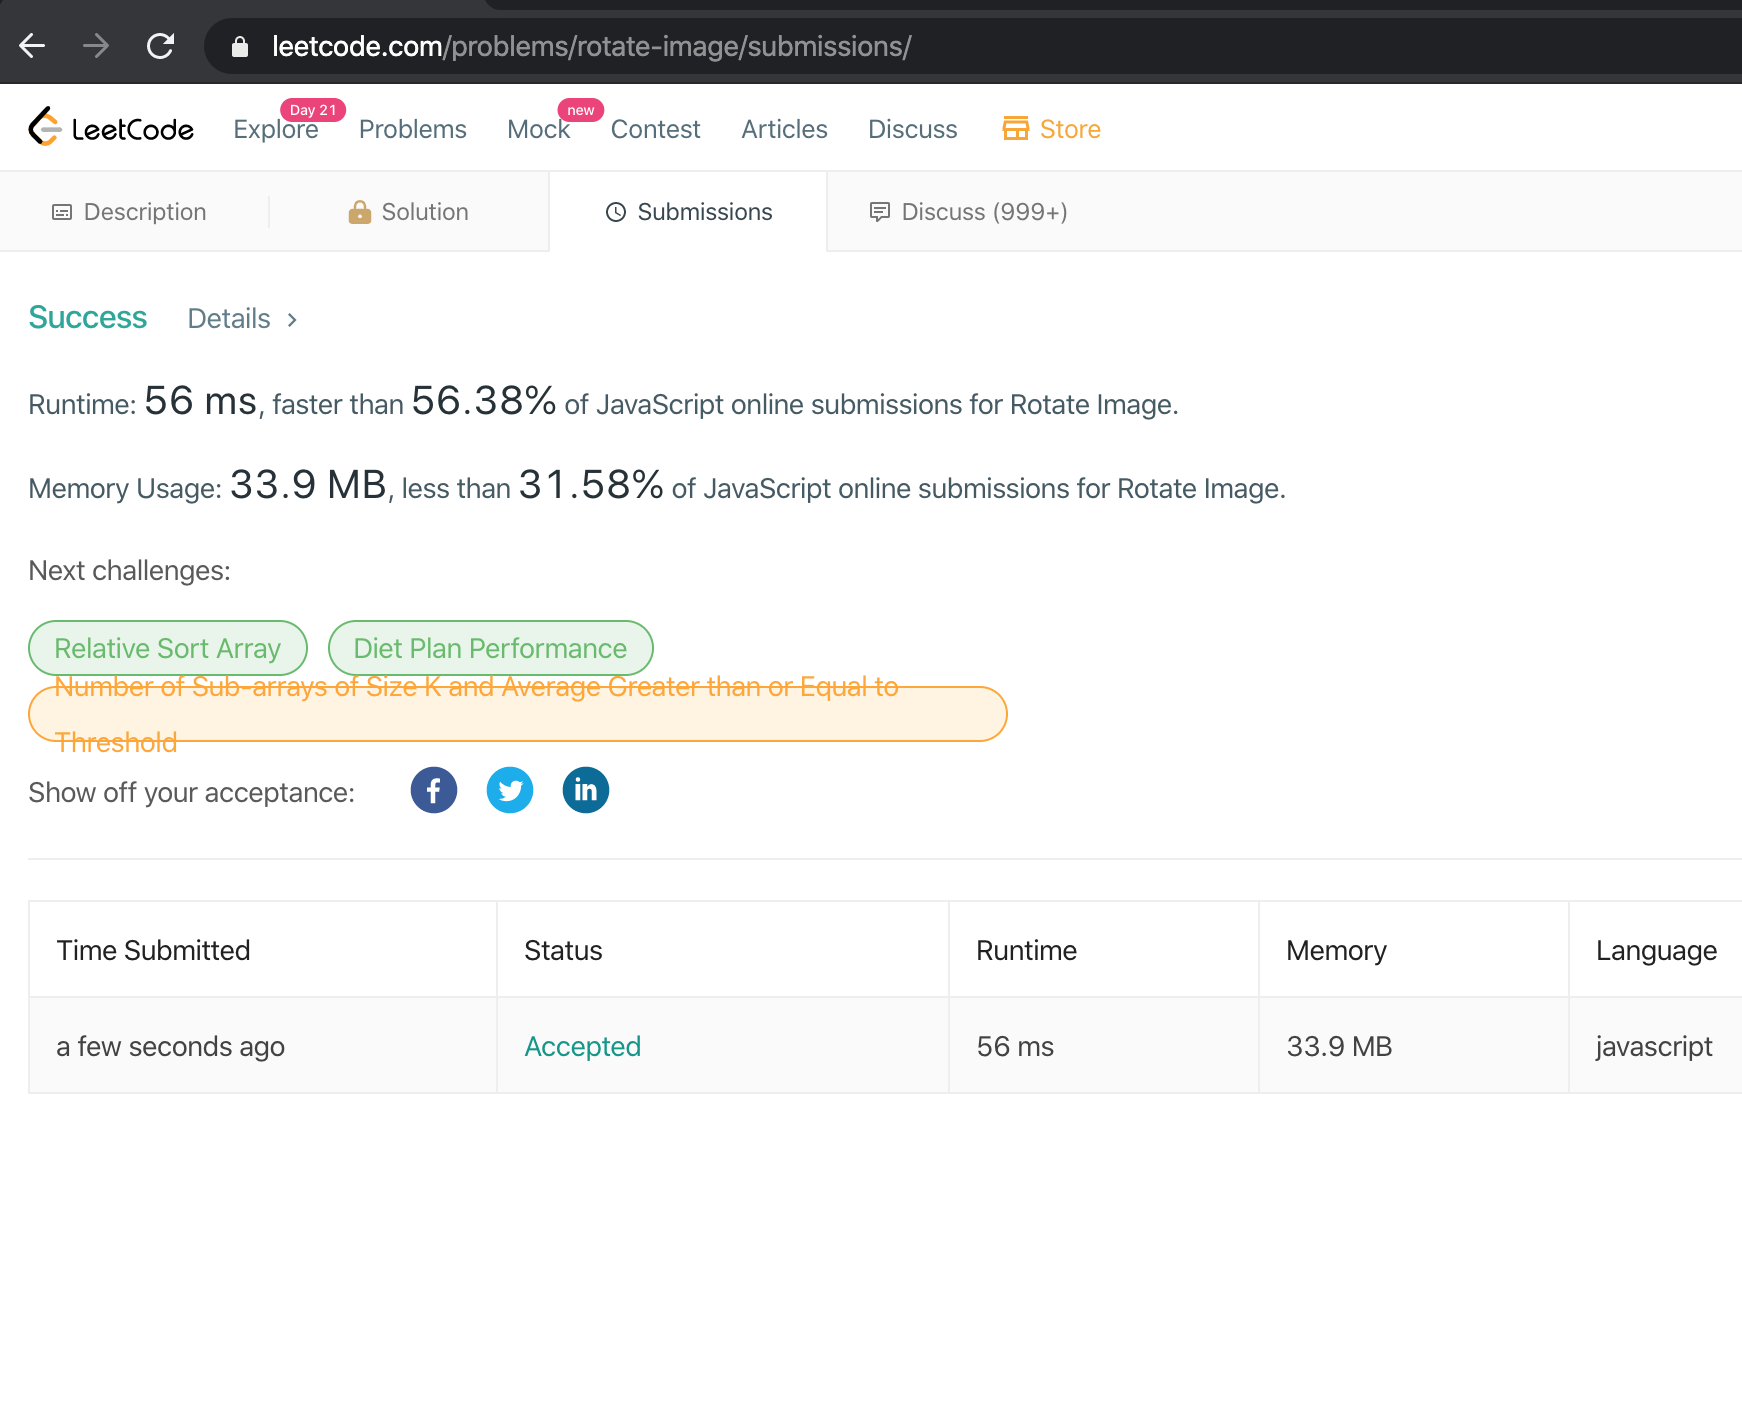 leetcode.com/problems/rotate-image/submissions/
LeetCode Explore Day 21 Problems Mock new Contest Articles Discuss Store
Description Solution Submissions Discuss (999+)
Success Details >
Runtime: 56 ms, faster than 56.38% of JavaScript online submissions for Rotate Image.
Memory Usage: 33.9 MB, less than 31.58% of JavaScript online submissions for Rotate Image.
Next challenges:
Relative Sort Array Diet Plan Performance
Number of Sub-arrays of Size K and Average Greater than or Equal to
Threshold
Show off your acceptance: f in
Time Submitted Status Runtime Memory Language
a few seconds ago Accepted 56 ms 33.9 MB javascript